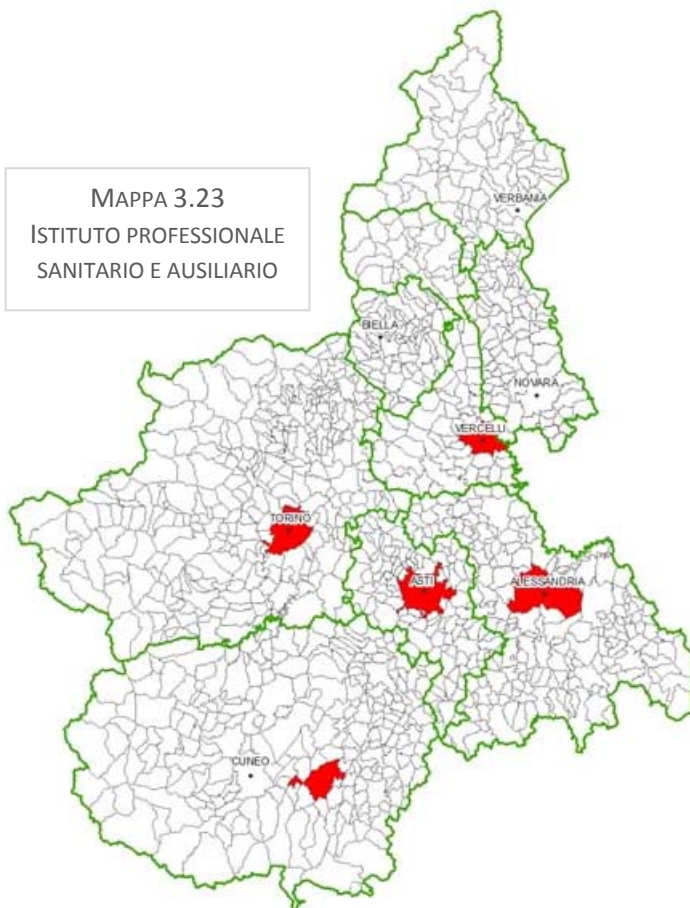 MAPPA 3.23
ISTITUTO PROFESSIONALE
SANITARIO E AUSILIARIO
VERBANIA
BIELLA
NOVARA
VERCELLI
TORINO
ASTI
ALESSANDRIA
CUNEO